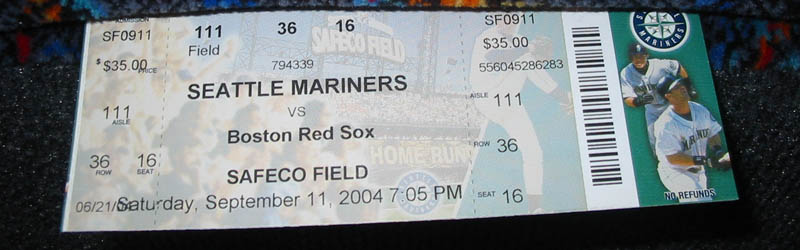 SF0911
$35.00
PRICE
111
AISLE
36 16
ROW SEAT
06/21/0
ADMISSION
111 36 16
Field
794339
SAFECO FIELD
SEATTLE MARINERS
VS
Boston Red Sox
HOME RUN
SAFECO FIELD
Saturday, September 11, 2004 7:05 PM
SF0911
$35.00
556045286283
AISLE 111
ROW 36
SEAT 16
SEATTLE
MARINERS
NO REFUNDS